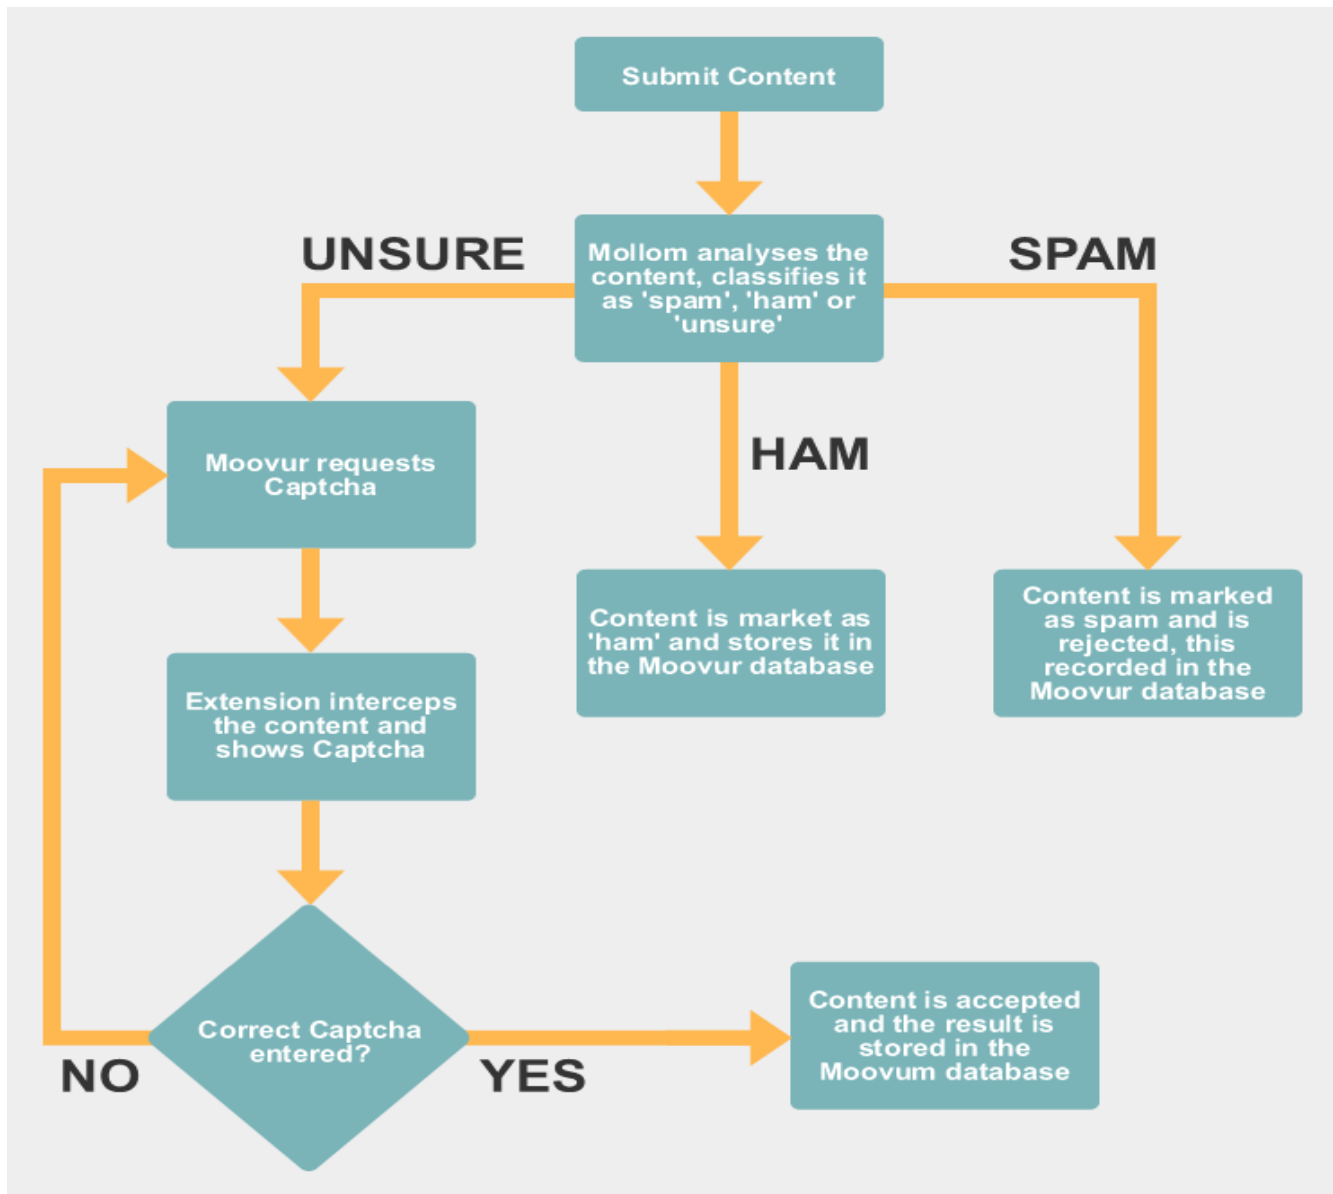 Submit Content
Mollom analyses the
content, classifies it
as 'spam', 'ham' or
'unsure'
UNSURE
SPAM
HAM
Moovur requests
Captcha
Content is market as
'ham' and stores it in
the Moovur database
Content is marked
as spam and is
rejected, this
recorded in the
Moovur database
Extension interceps
the content and
shows Captcha
Correct Captcha
entered?
NO
YES
Content is accepted
and the result is
stored in the
Moovum database